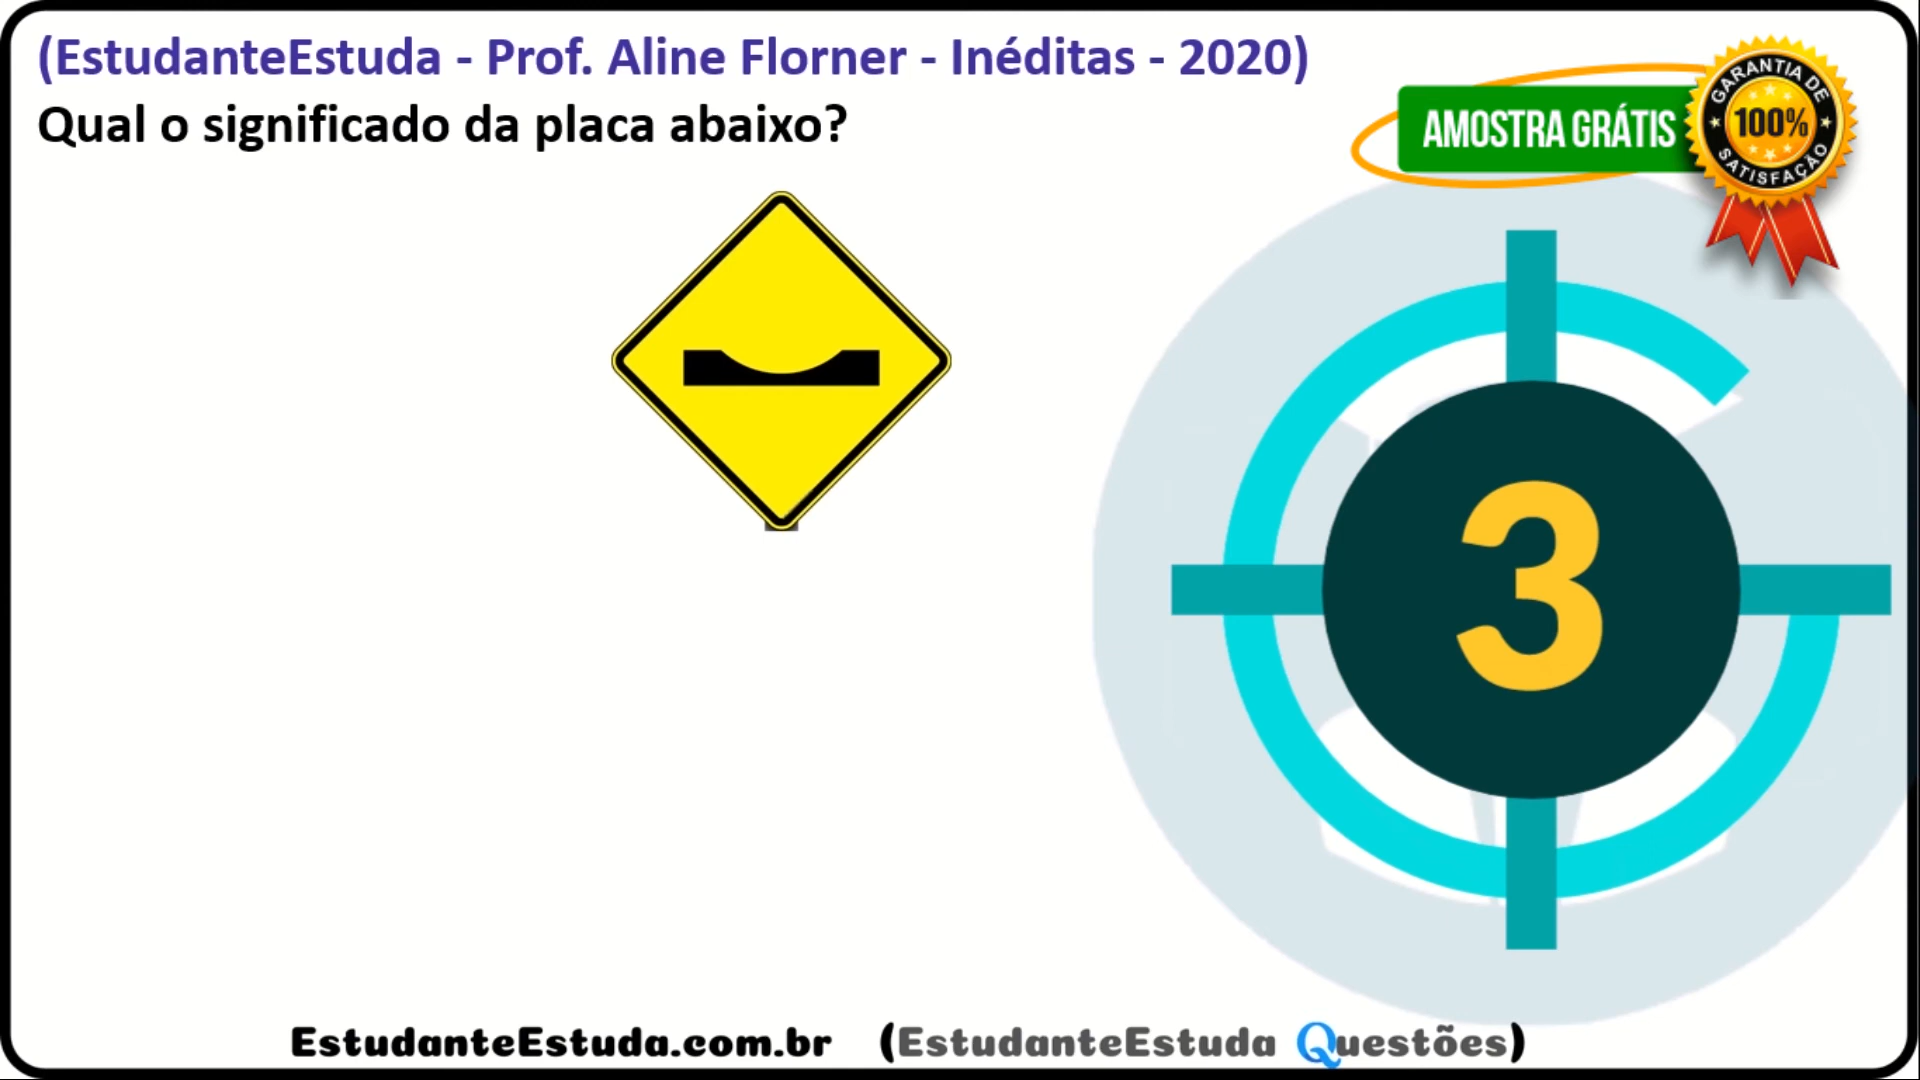 (EstudanteEstuda - Prof. Aline Florner - Inéditas - 2020)
Qual o significado da placa abaixo?
AMOSTRA GRÁTIS
GARANTIA DE
100%
SATISFAÇÃO
3
EstudanteEstuda.com.br (EstudanteEstuda Questões)